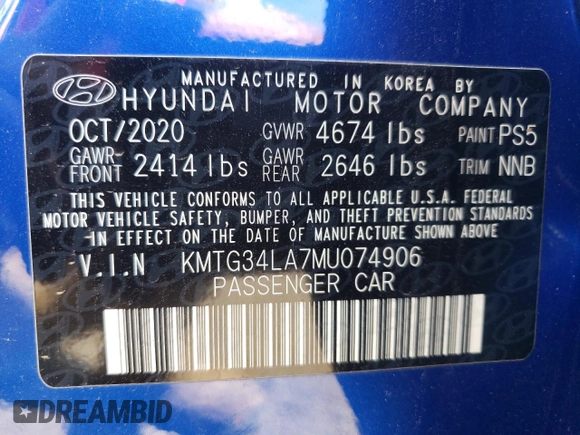 MANUFACTURED IN KOREA BY
HYUNDAI MOTOR COMPANY
OCT/2020 GVWR 4674 lbs PAINT PS5
GAWR-FRONT 2414 lbs GAWR REAR 2646 lbs TRIM NNB
THIS VEHICLE CONFORMS TO ALL APPLICABLE U.S.A. FEDERAL
MOTOR VEHICLE SAFETY, BUMPER, AND THEFT PREVENTION STANDARDS
IN EFFECT ON THE DATE OF MANUFACTURE SHOWN ABOVE.
V.I.N KMTG34LA7MU074906
PASSENGER CAR
DREAMBID